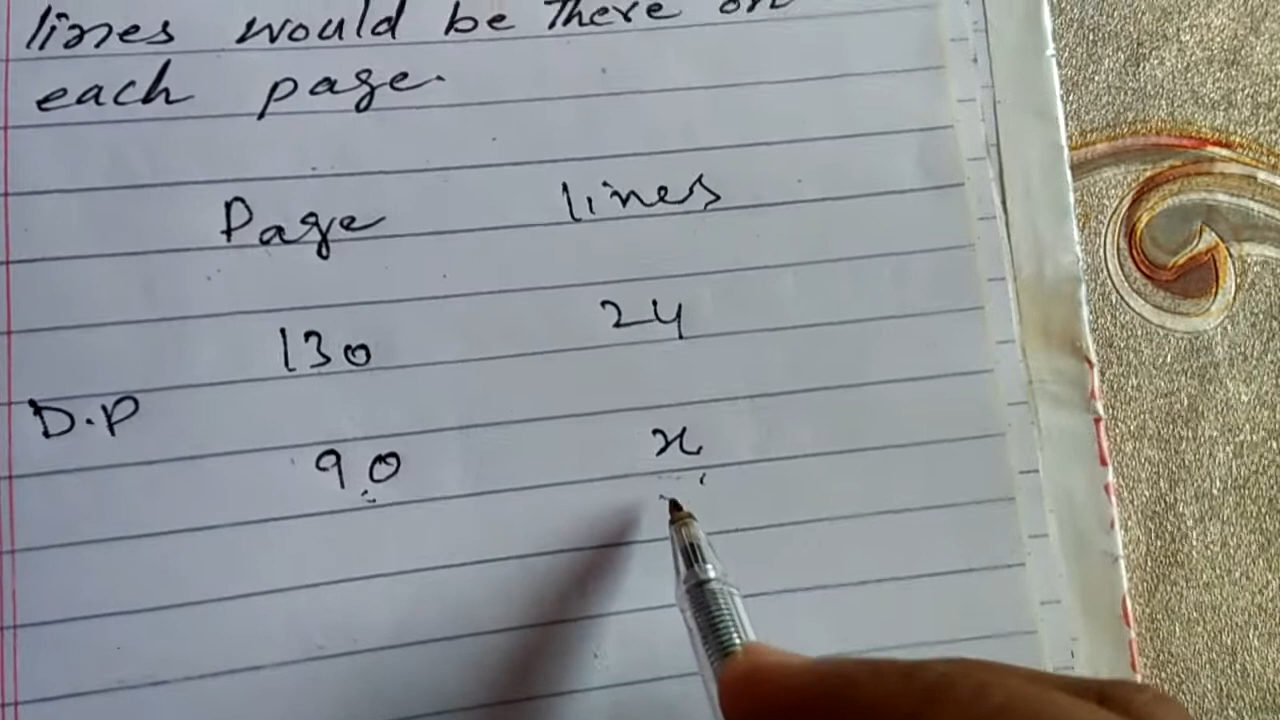 lines would be there on
each page.
Page lines
130 24
D.P
90 x